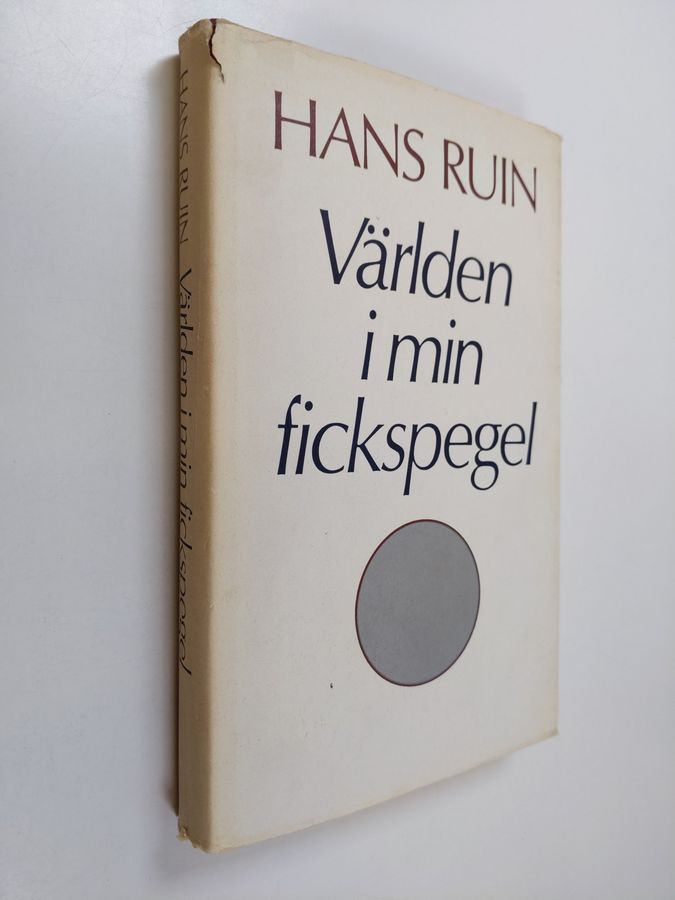 HANS RUIN
Världen
i min
fickspegel
HANS RUIN Världen i min fickspegel